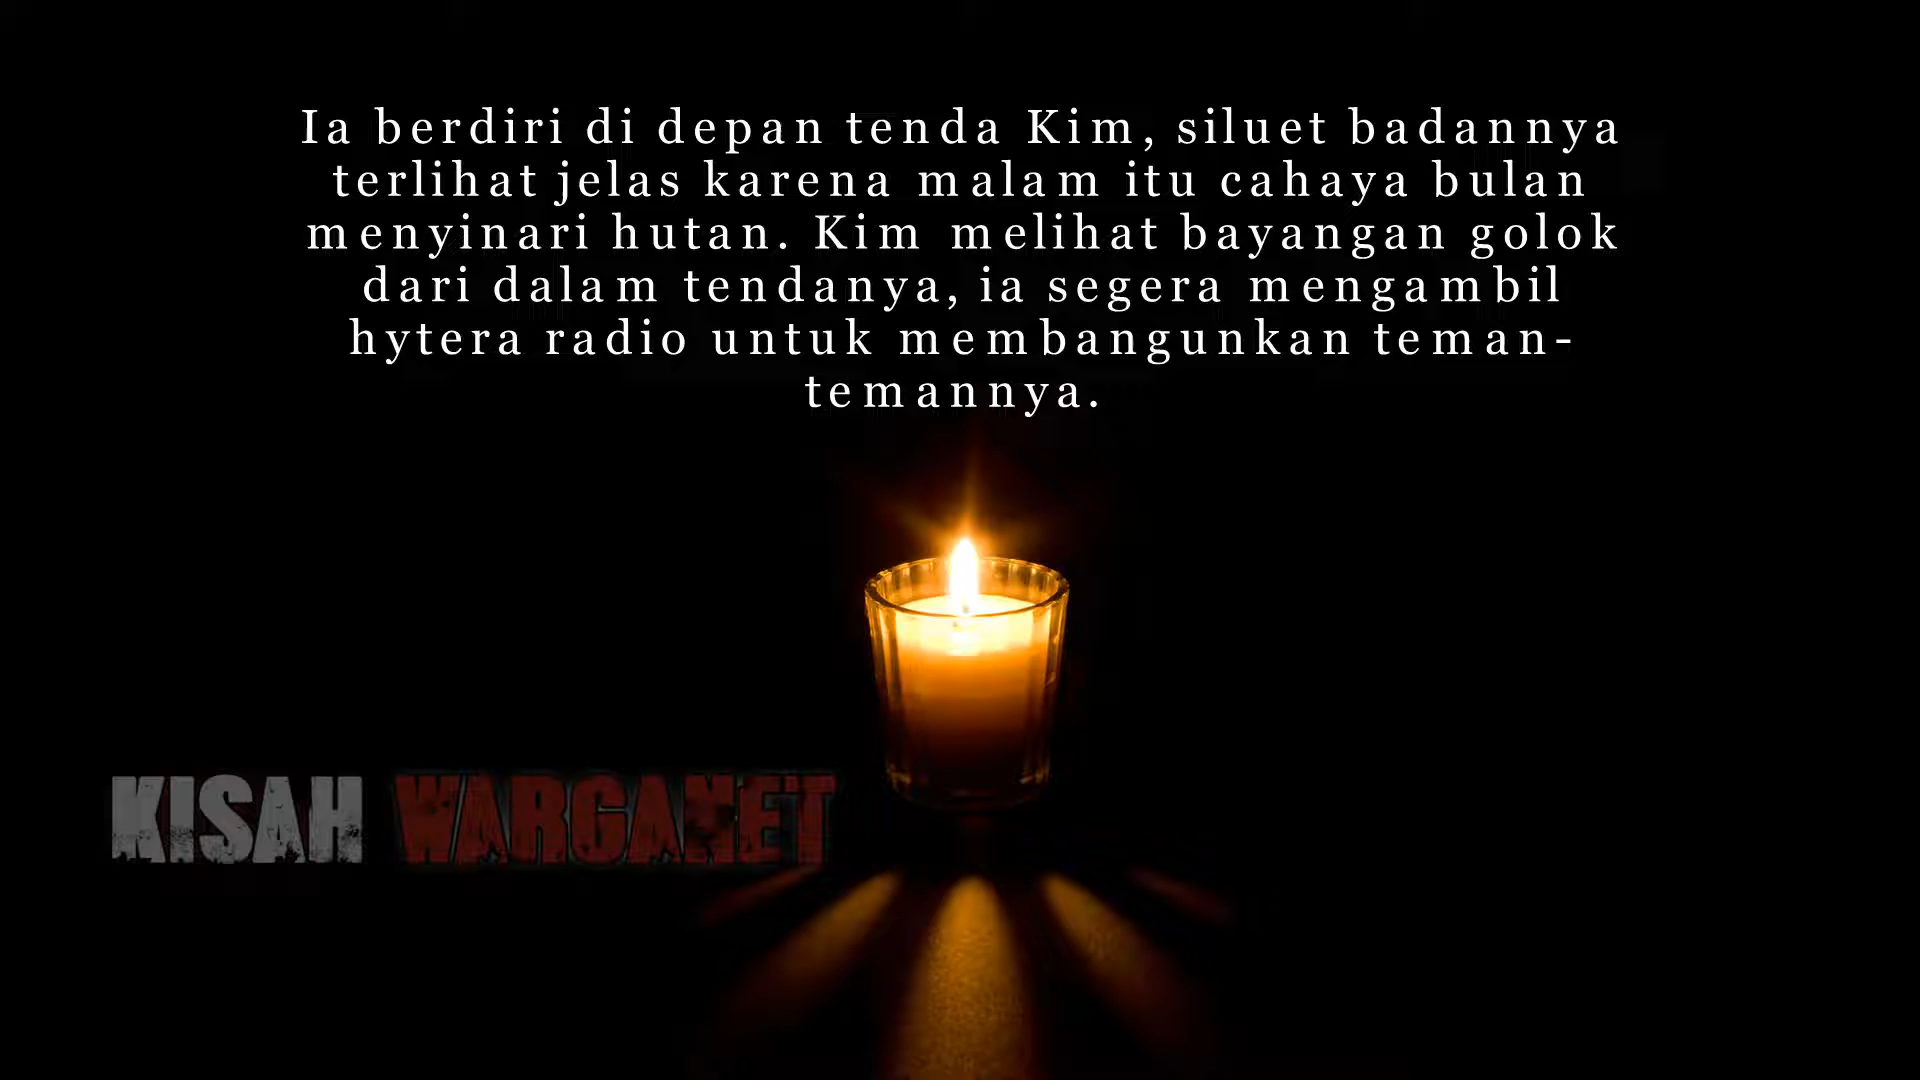 Ia berdiri di depan tenda Kim, siluet badannya
terlihat jelas karena malam itu cahaya bulan
menyinari hutan. Kim melihat bayangan golok
dari dalam tendanya, ia segera mengambil
hytera radio untuk membangunkan teman-
temannya.
KISAH WARGANET